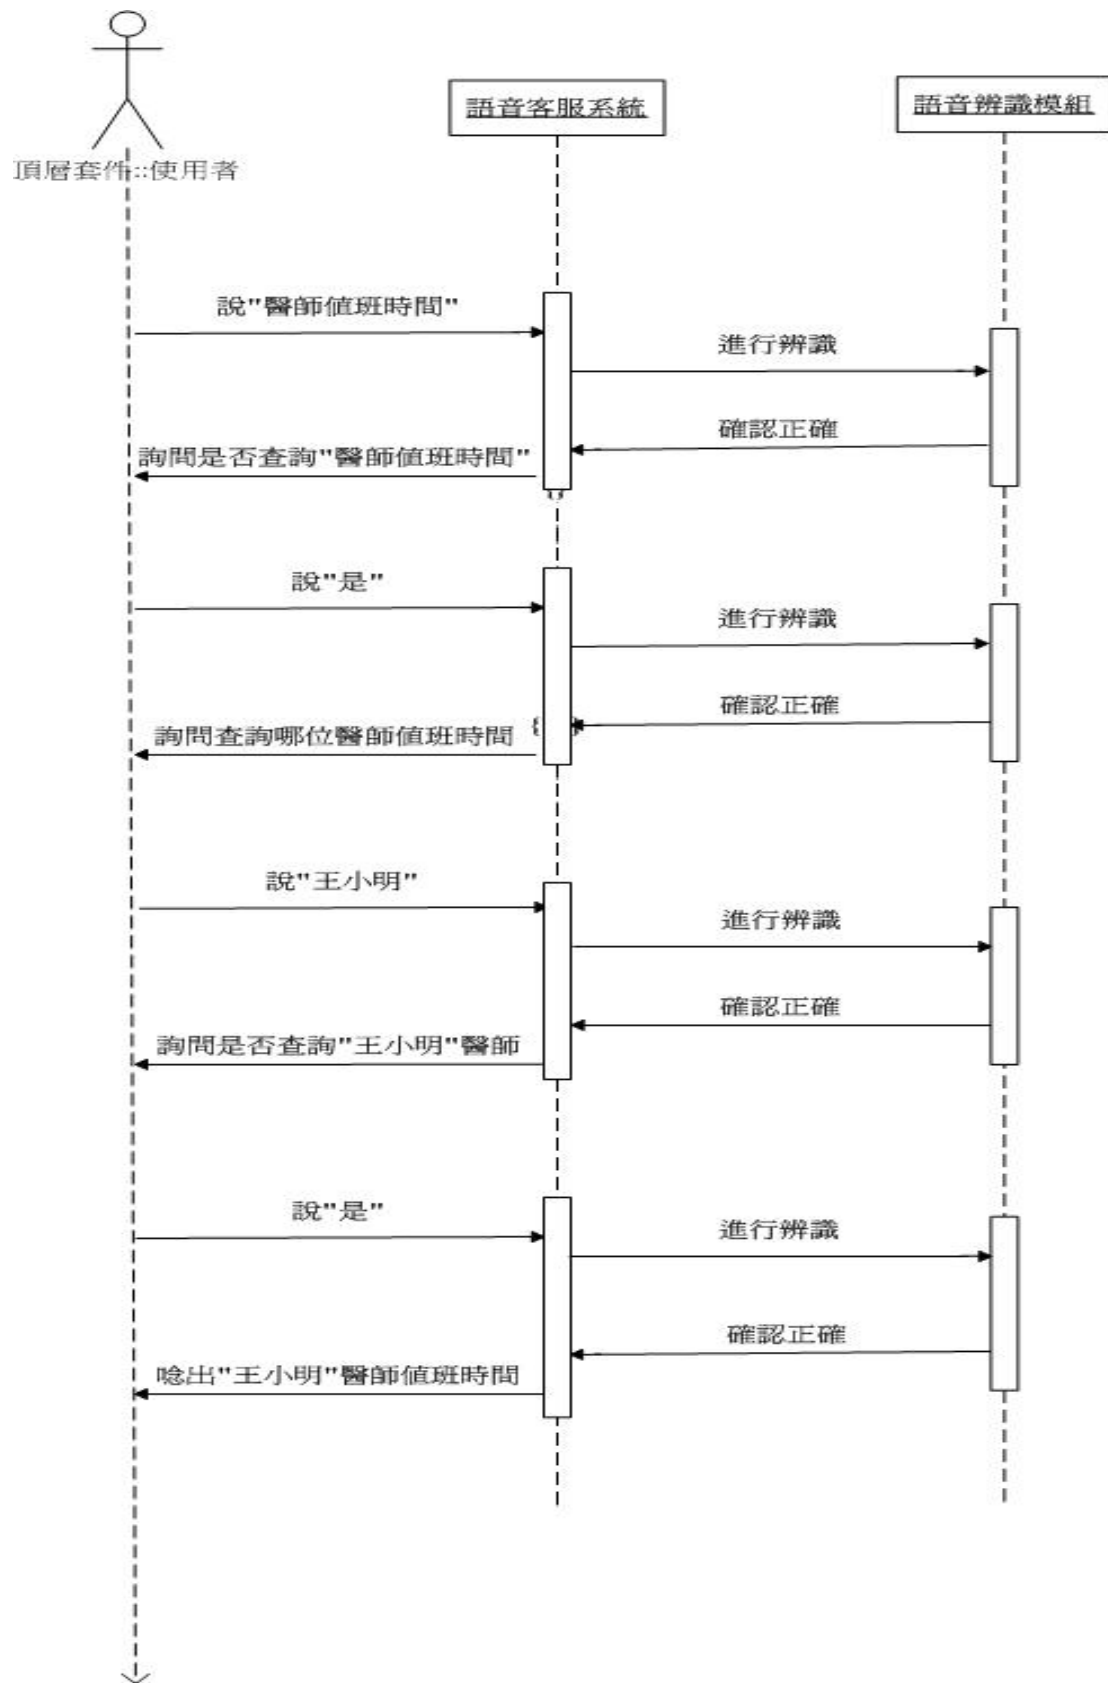 語音客服系統
語音辨識模組
頂層套件::使用者
說"醫師值班時間"
進行辨識
確認正確
詢問是否查詢"醫師值班時間"
說"是"
進行辨識
確認正確
詢問查詢哪位醫師值班時間
說"王小明"
進行辨識
確認正確
詢問是否查詢"王小明"醫師
說"是"
進行辨識
確認正確
唸出"王小明"醫師值班時間